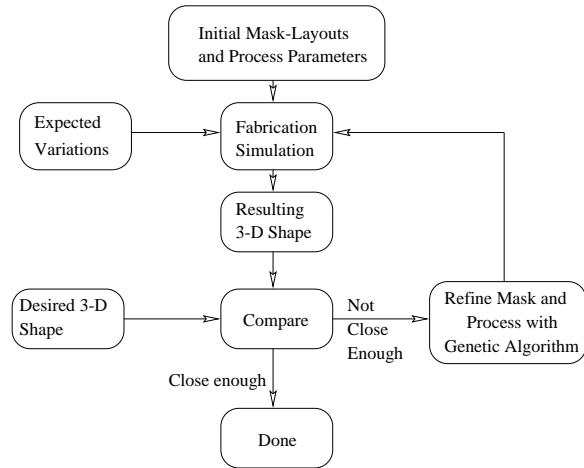 Initial Mask-Layouts
and Process Parameters
Expected
Variations
Fabrication
Simulation
Resulting
3-D Shape
Desired 3-D
Shape
Compare
Not
Close
Enough
Refine Mask and
Process with
Genetic Algorithm
Close enough
Done